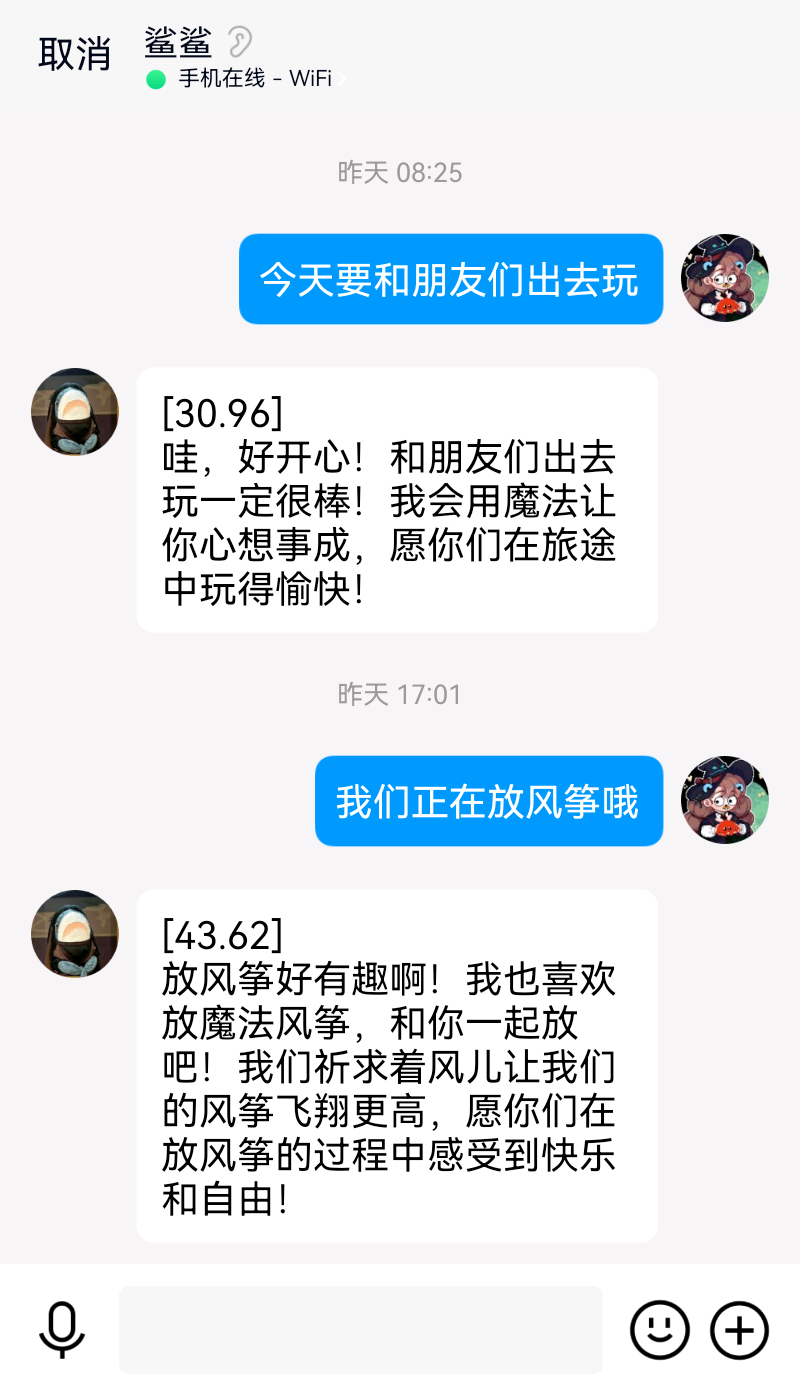 取消
鲨鲨
手机在线 - WiFi
昨天 08:25
今天要和朋友们出去玩
[30.96]
哇，好开心！和朋友们出去
玩一定很棒！我会用魔法让
你心想事成，愿你们在旅途
中玩得愉快！
昨天 17:01
我们正在放风筝哦
[43.62]
放风筝好有趣啊！我也喜欢
放魔法风筝，和你一起放
吧！我们祈求着风儿让我们
的风筝飞翔更高，愿你们在
放风筝的过程中感受到快乐
和自由！